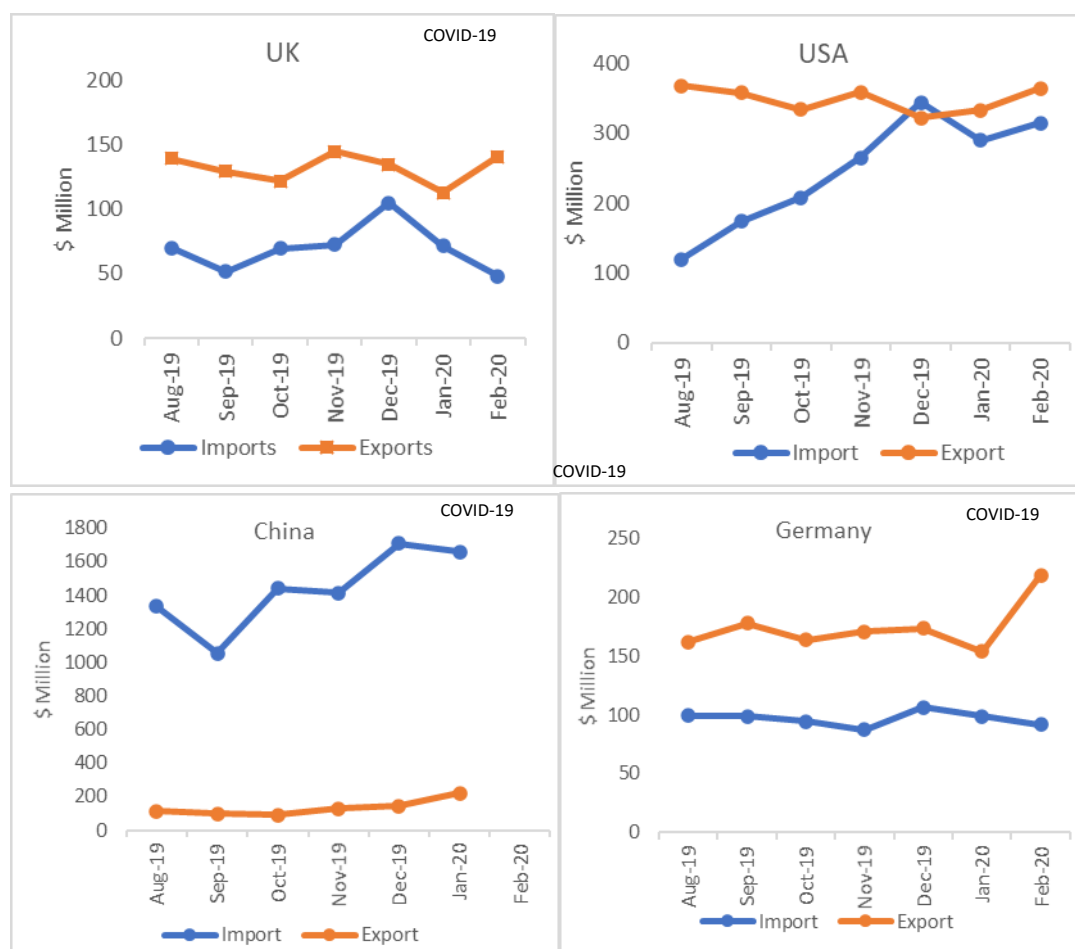 COVID-19
UK
200
150
100
50
0
$ Million
Aug-19
Sep-19
Oct-19
Nov-19
Dec-19
Jan-20
Feb-20
Imports Exports
USA
400
300
200
100
0
$ Million
Aug-19
Sep-19
Oct-19
Nov-19
Dec-19
Jan-20
Feb-20
Import Export
COVID-19
COVID-19
China
1800
1600
1400
1200
1000
800
600
400
200
0
$ Million
Aug-19
Sep-19
Oct-19
Nov-19
Dec-19
Jan-20
Feb-20
Import Export
COVID-19
Germany
250
200
150
100
50
0
$ Million
Aug-19
Sep-19
Oct-19
Nov-19
Dec-19
Jan-20
Feb-20
Import Export